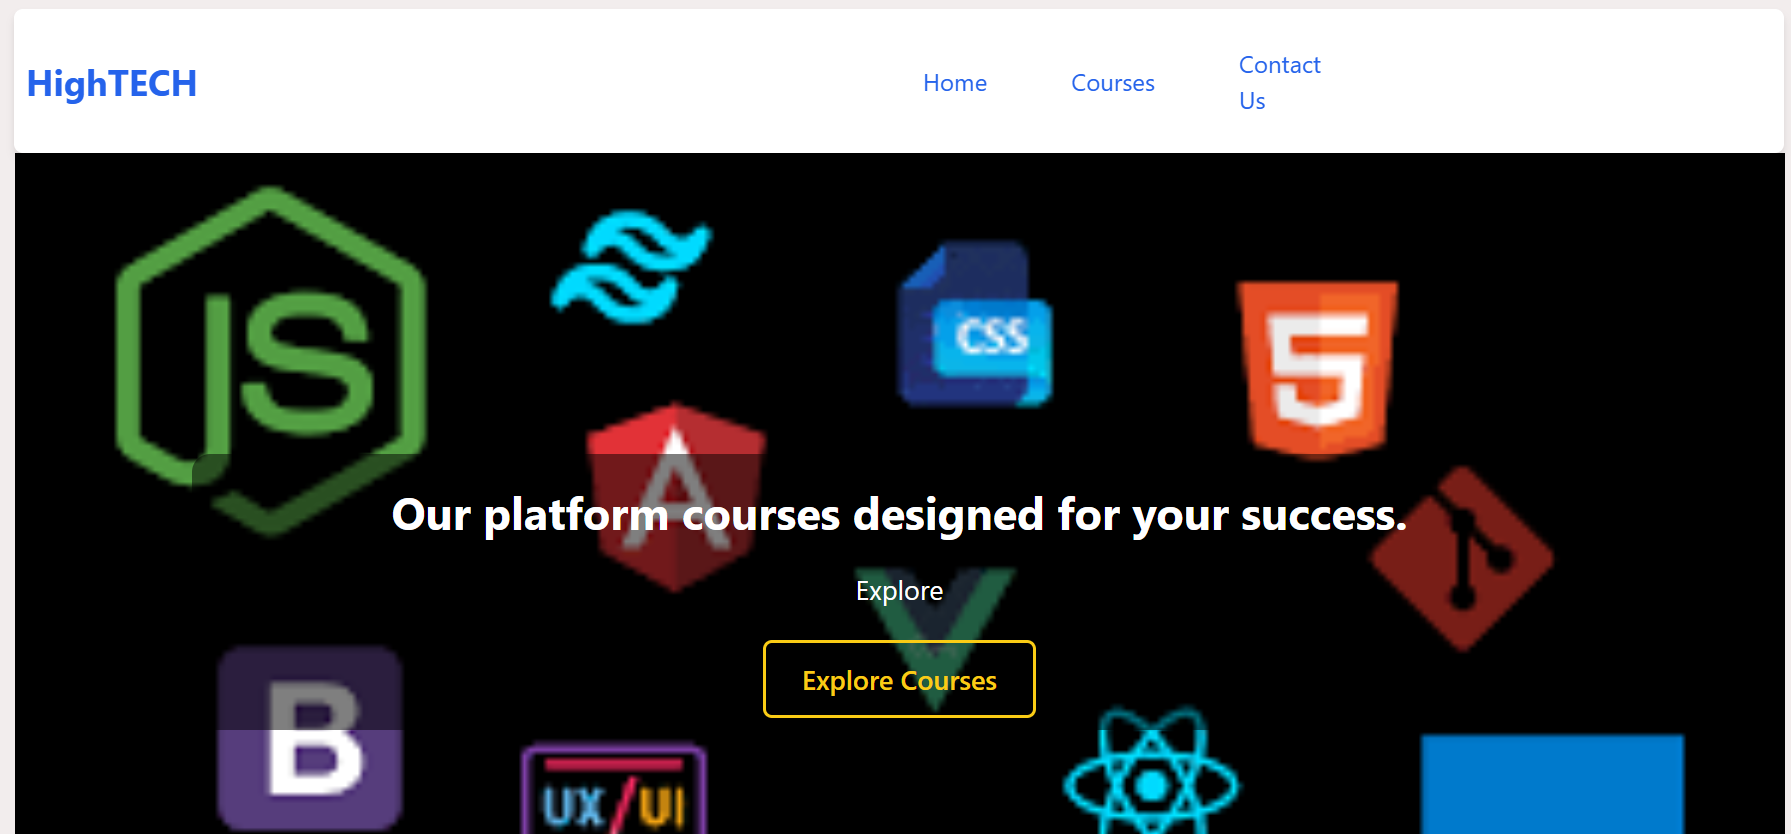 HighTECH
Home
Courses
Contact
Us
JS
CSS
5
A
Our platform courses designed for your success.
Explore
Explore Courses
B
UX/UI